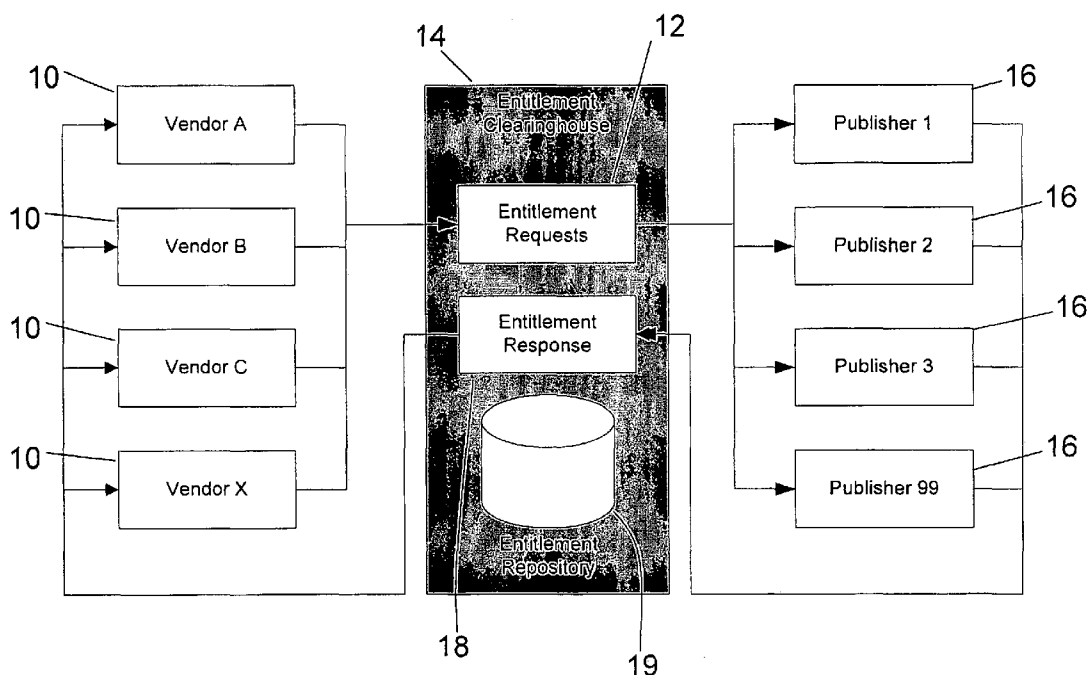 14
12
10
16
Entitlement
Clearinghouse
Vendor A
Publisher 1
10
16
Entitlement
Requests
Vendor B
Publisher 2
10
16
Entitlement
Response
Vendor C
Publisher 3
10
16
Vendor X
Publisher 99
Entitlement
Repository
18
19